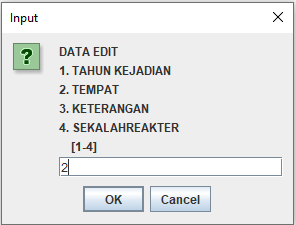 Input
DATA EDIT
1. TAHUN KEJADIAN
2. TEMPAT
3. KETERANGAN
4. SEKALAHREAKTER
[1-4]
2
OK Cancel